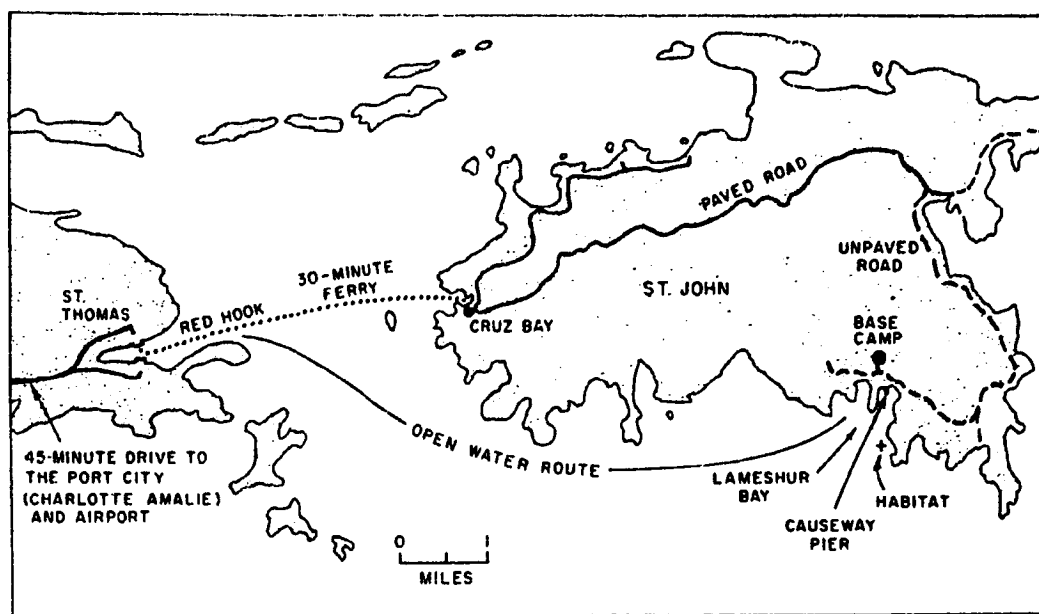 PAVED ROAD
UNPAVED
ROAD
ST.
THOMAS
RED HOOK
30-MINUTE
FERRY
ST. JOHN
CRUZ BAY
BASE
CAMP
OPEN WATER ROUTE
45-MINUTE DRIVE TO
THE PORT CITY
(CHARLOTTE AMALIE)
AND AIRPORT
LAMESHUR
BAY
HABITAT
CAUSEWAY
PIER
0 1
MILES